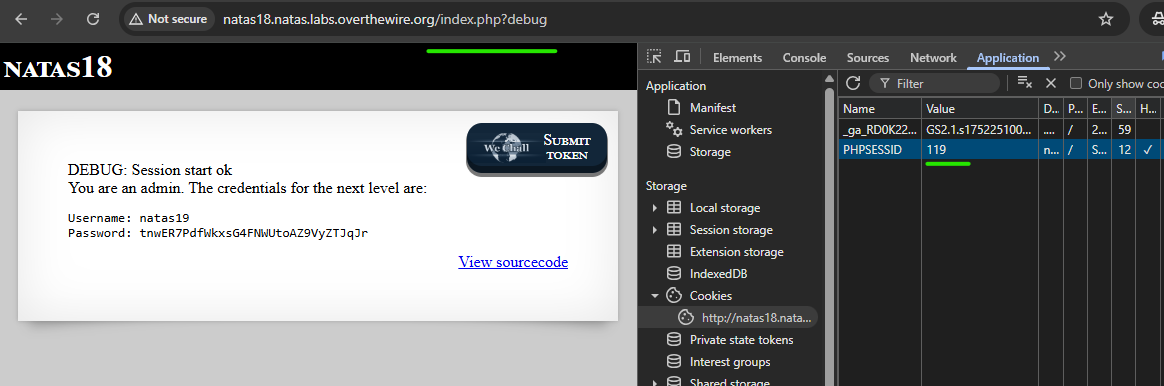 Not secure
natas18.natas.labs.overthewire.org/index.php?debug
NATAS18
We Chall
SUBMIT
TOKEN
DEBUG: Session start ok
You are an admin. The credentials for the next level are:
Username: natas19
Password: tnwER7PdfWkxsG4FNWUtoAZ9VyZTJqJr
View sourcecode
Elements Console Sources Network Application
Application
Manifest
Service workers
Storage
Storage
Local storage
Session storage
Extension storage
IndexedDB
Cookies
http://natas18.nata...
Private state tokens
Interest groups
Shared storage
Filter
Only show coo
Name Value D... P... E... S... H...
_ga_RD0K22... GS2.1.s175225100... .... / 2... 59
PHPSESSID 119 n... / S... 12 ✓